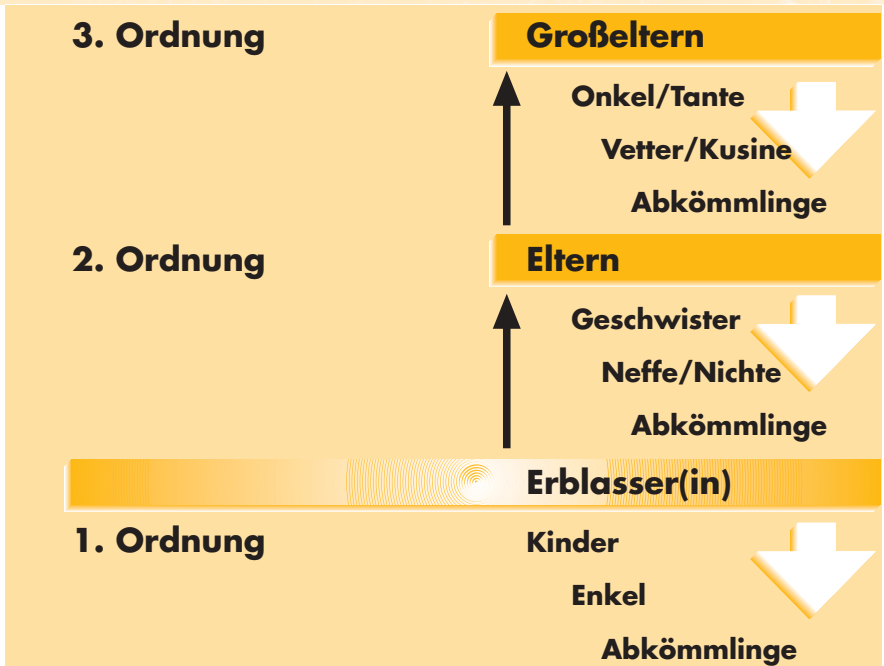 3. Ordnung
Großeltern
Onkel/Tante
Vetter/Kusine
Abkömmlinge
2. Ordnung
Eltern
Geschwister
Neffe/Nichte
Abkömmlinge
Erblasser(in)
1. Ordnung
Kinder
Enkel
Abkömmlinge